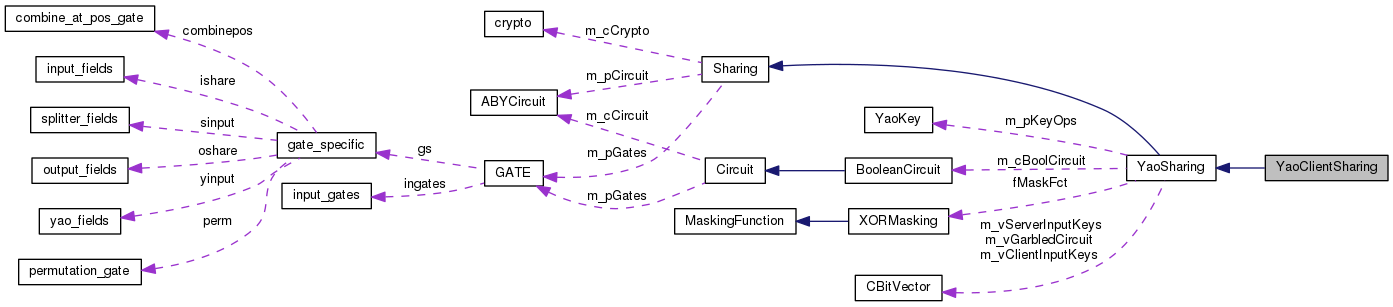 combine_at_pos_gate
combinepos
crypto
m_cCrypto
input_fields
ishare
m_pCircuit
Sharing
ABYCircuit
splitter_fields
sinput
m_cCircuit
YaoKey
m_pKeyOps
gate_specific
gs
m_pGates
output_fields
oshare
GATE
Circuit
BooleanCircuit
m_cBoolCircuit
YaoSharing
YaoClientSharing
yinput
input_gates
ingates
m_pGates
fMaskFct
yao_fields
perm
MaskingFunction
XORMasking
m_vServerInputKeys
m_vGarbledCircuit
m_vClientInputKeys
permutation_gate
CBitVector